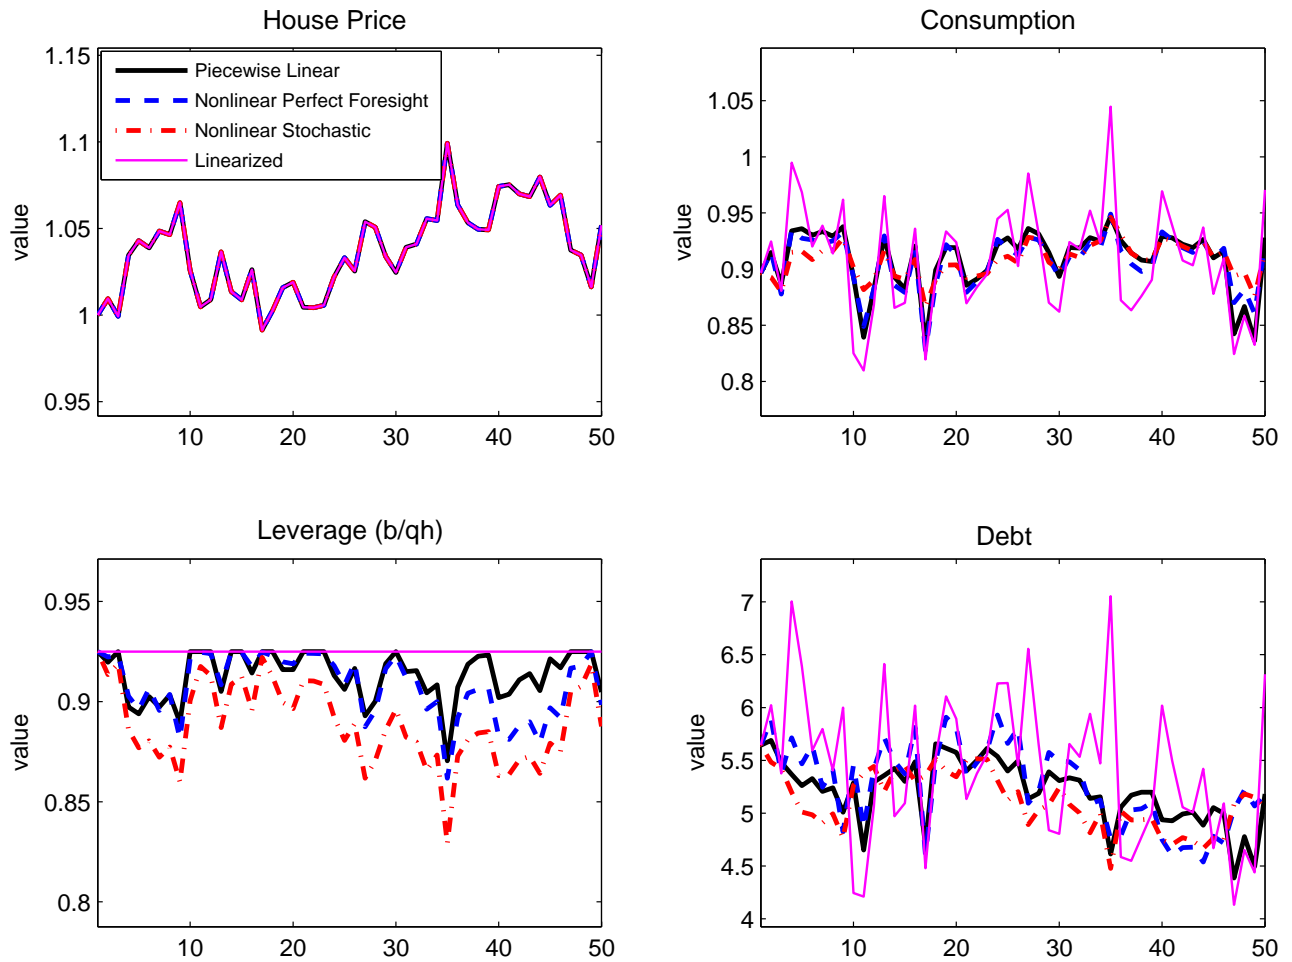 House Price
1.15
1.1
1.05
1
0.95
value
Piecewise Linear
Nonlinear Perfect Foresight
Nonlinear Stochastic
Linearized
10 20 30 40 50
Consumption
1.05
1
0.95
0.9
0.85
0.8
value
10 20 30 40 50
Leverage (b/qh)
0.95
0.9
0.85
0.8
value
10 20 30 40 50
Debt
7
6.5
6
5.5
5
4.5
4
value
10 20 30 40 50